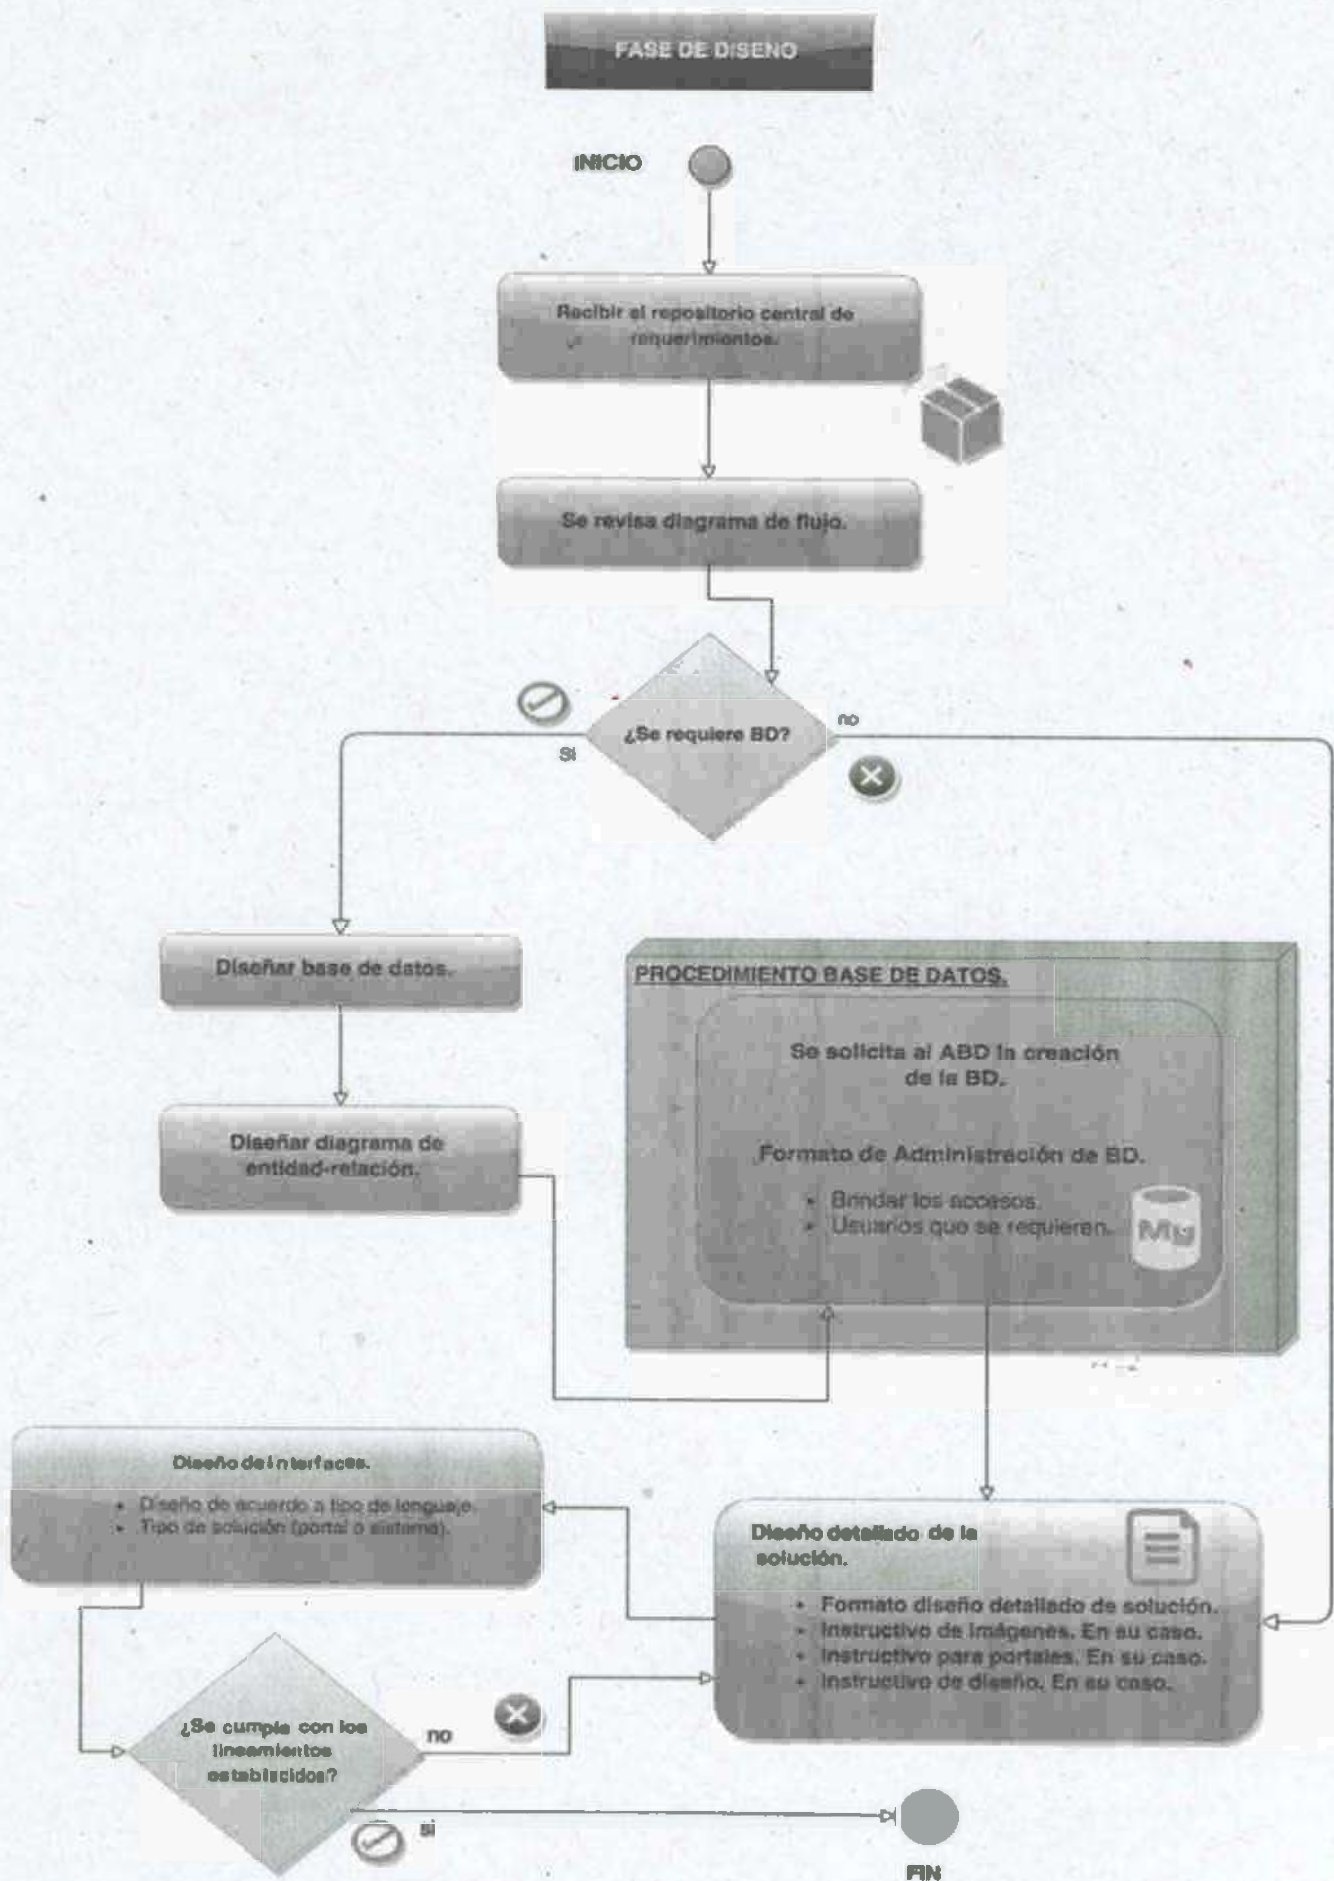 FASE DE DISENO
INICIO
Recibir el repositorio central de
requerimientos.
Se revisa diagrama de flujo.
¿Se requiere BD?
Si
no
Diseñar base de datos.
Diseñar diagrama de
entidad-relación.
PROCEDIMIENTO BASE DE DATOS.
Se solicita al ABD la creación
de la BD.
Formato de Administración de BD.
• Brindar los accesos.
• Usuarios que se requieren.
My
Diseño de Interfaces.
• Diseño de acuerdo a tipo de lenguaje.
• Tipo de solución (portal o sistema).
Diseño detallado de la
solución.
• Formato diseño detallado de solución.
• Instructivo de imágenes. En su caso.
• Instructivo para portales. En su caso.
• Instructivo de diseño. En su caso.
¿Se cumple con los
lineamientos
establecidos?
no
si
FIN